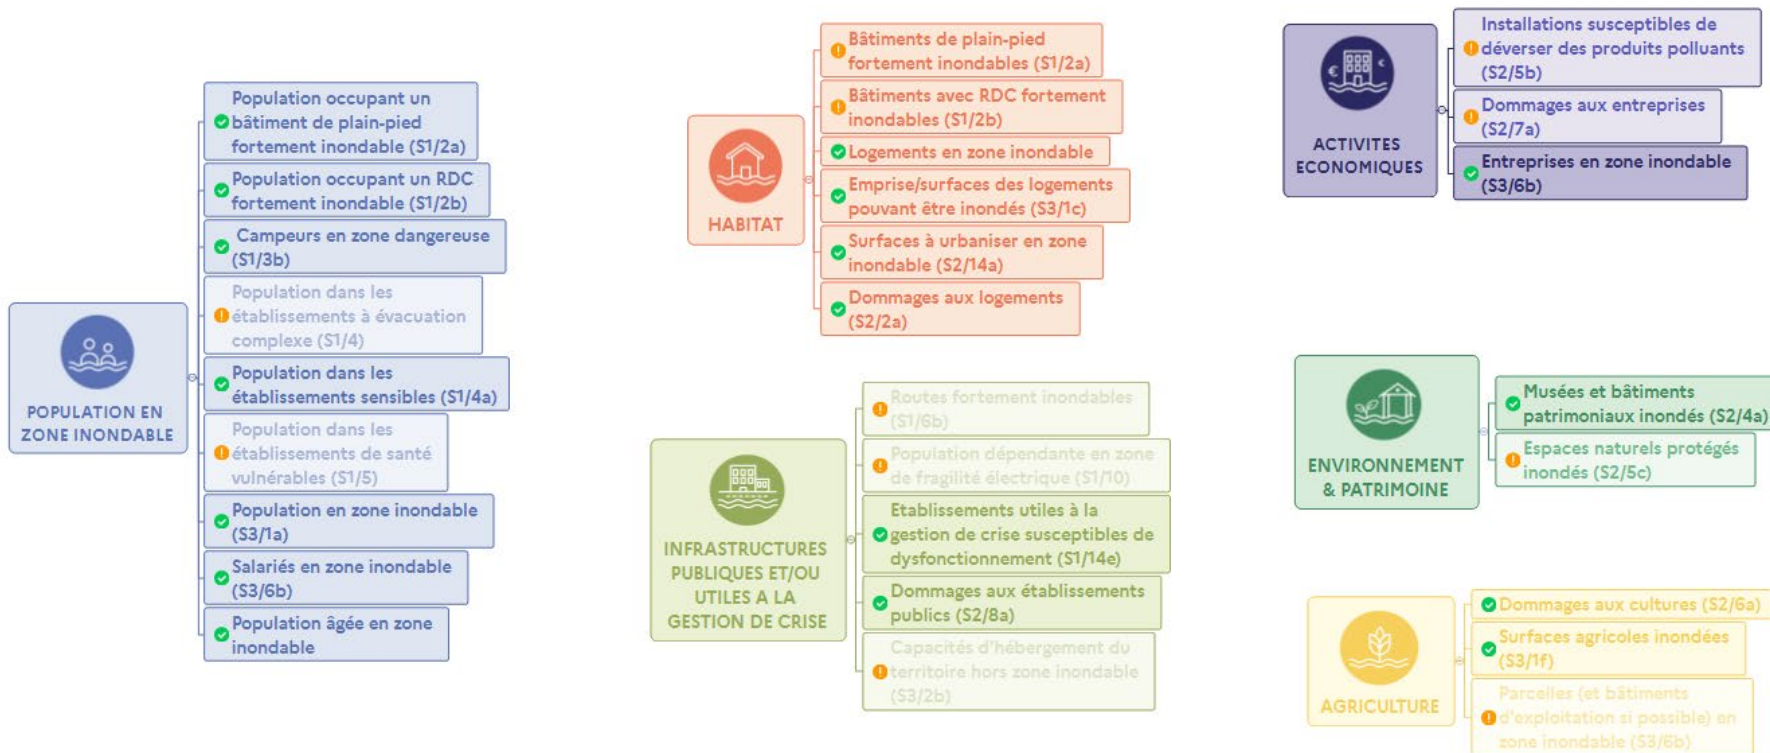 POPULATION EN
ZONE INONDABLE
Population occupant un
bâtiment de plain-pied
fortement inondable (S1/2a)
Population occupant un RDC
fortement inondable (S1/2b)
Campeurs en zone dangereuse
(S1/3b)
Population dans les
établissements à évacuation
complexe (S1/4)
Population dans les
établissements sensibles (S1/4a)
Population dans les
établissements de santé
vulnérables (S1/5)
Population en zone inondable
(S3/1a)
Salariés en zone inondable
(S3/6b)
Population âgée en zone
inondable
HABITAT
Bâtiments de plain-pied
fortement inondables (S1/2a)
Bâtiments avec RDC fortement
inondables (S1/2b)
Logements en zone inondable
Emprise/surfaces des logements
pouvant être inondés (S3/1c)
Surfaces à urbaniser en zone
inondable (S2/14a)
Dommages aux logements
(S2/2a)
INFRASTRUCTURES
PUBLIQUES ET/OU
UTILES A LA
GESTION DE CRISE
Routes fortement inondables
(S1/6b)
Population dépendante en zone
de fragilité électrique (S1/10)
Etablissements utiles à la
gestion de crise susceptibles de
dysfonctionnement (S1/14e)
Dommages aux établissements
publics (S2/8a)
Capacités d'hébergement du
territoire hors zone inondable
(S3/2b)
ACTIVITES
ECONOMIQUES
Installations susceptibles de
déverser des produits polluants
(S2/5b)
Dommages aux entreprises
(S2/7a)
Entreprises en zone inondable
(S3/6b)
ENVIRONNEMENT
& PATRIMOINE
Musées et bâtiments
patrimoniaux inondés (S2/4a)
Espaces naturels protégés
inondés (S2/5c)
AGRICULTURE
Dommages aux cultures (S2/6a)
Surfaces agricoles inondées
(S3/1f)
Parcelles (et bâtiments
d'exploitation si possible) en
zone inondable (S3/6b)